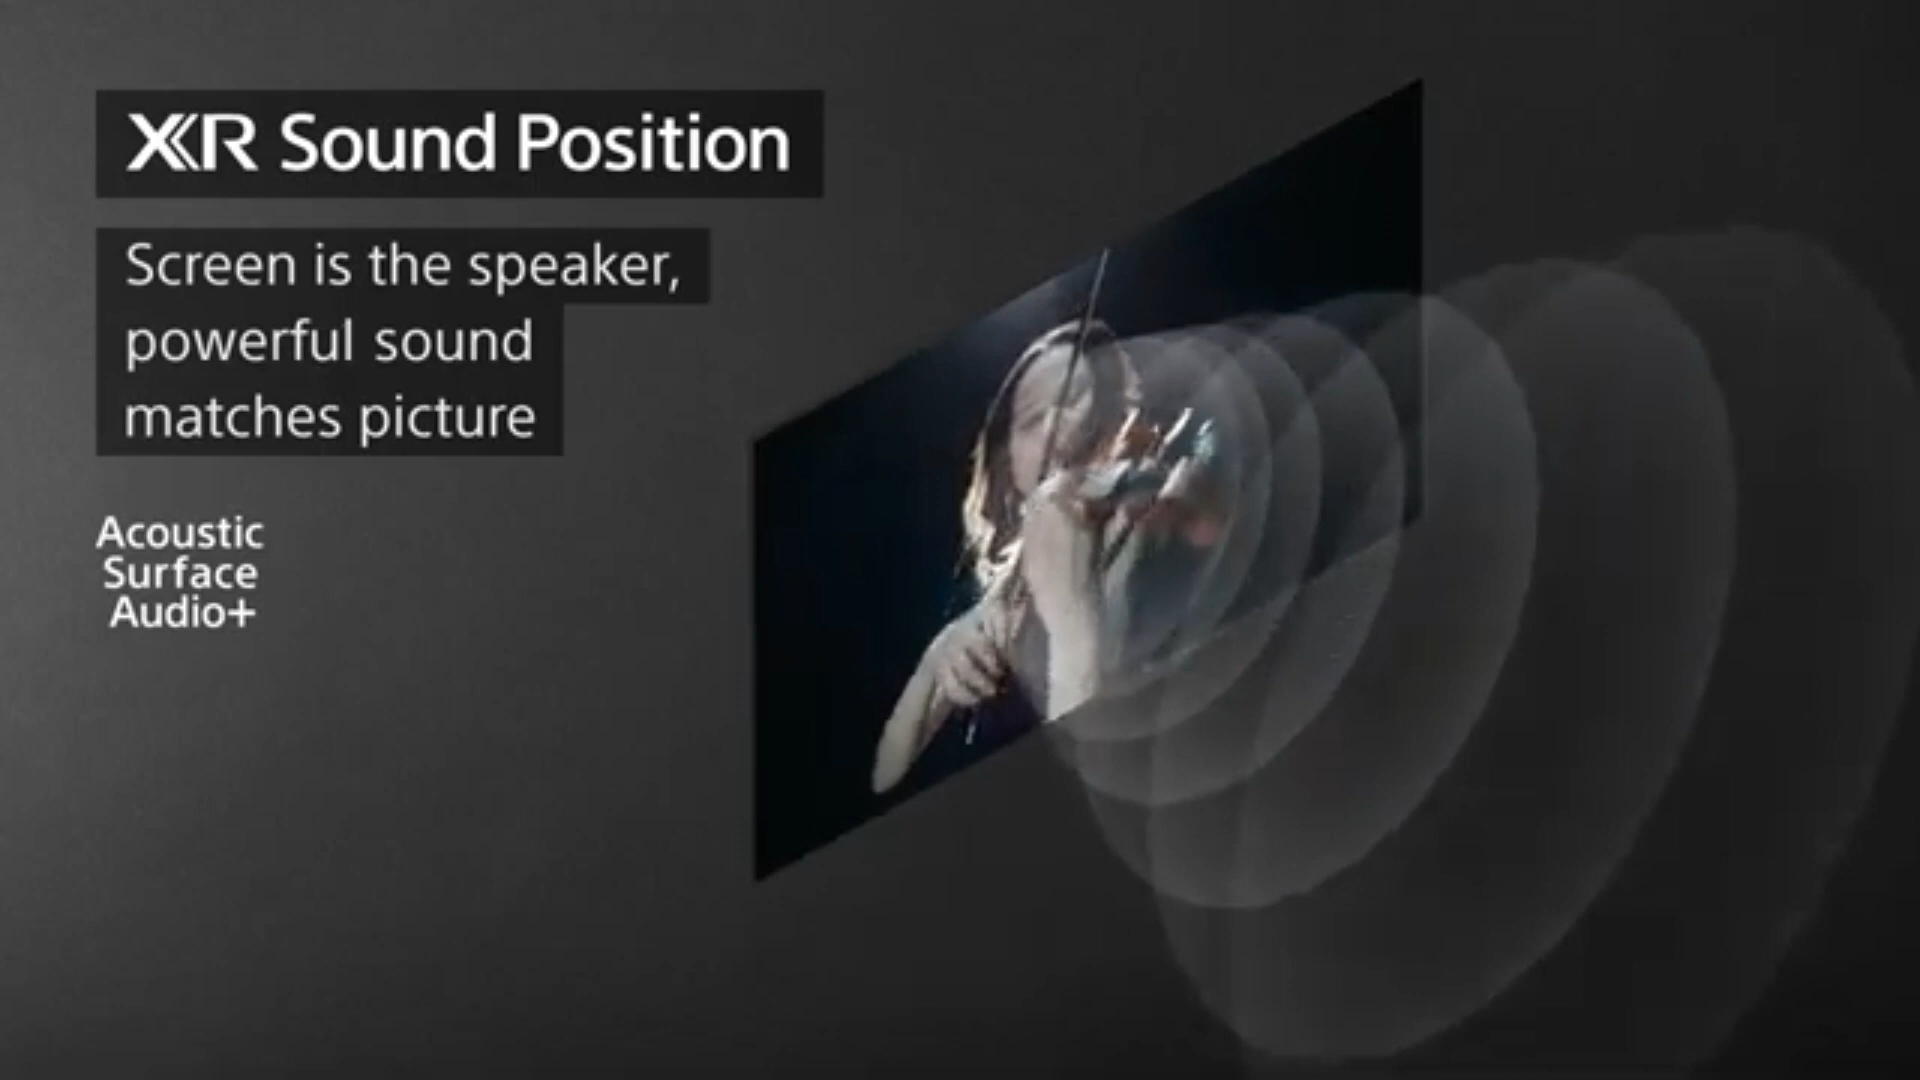 XR Sound Position
Screen is the speaker,
powerful sound
matches picture
Acoustic
Surface
Audio+